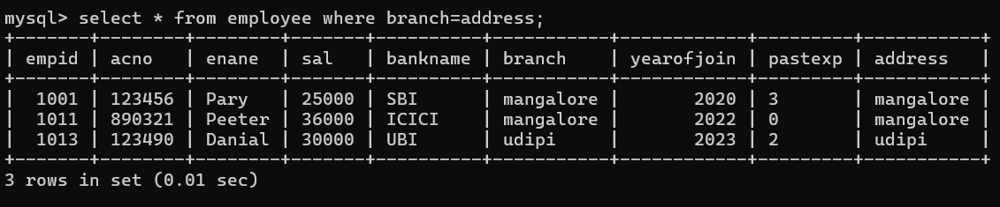 mysql> select * from employee where branch=address;
+-------+--------+--------+-------+----------+-----------+------------+---------+-----------+
| empid | acno   | enane  | sal   | bankname | branch    | yearofjoin | pastexp | address   |
+-------+--------+--------+-------+----------+-----------+------------+---------+-----------+
|  1001 | 123456 | Pary   | 25000 | SBI      | mangalore |       2020 | 3       | mangalore |
|  1011 | 890321 | Peeter | 36000 | ICICI    | mangalore |       2022 | 0       | mangalore |
|  1013 | 123490 | Danial | 30000 | UBI      | udipi     |       2023 | 2       | udipi     |
+-------+--------+--------+-------+----------+-----------+------------+---------+-----------+
3 rows in set (0.01 sec)